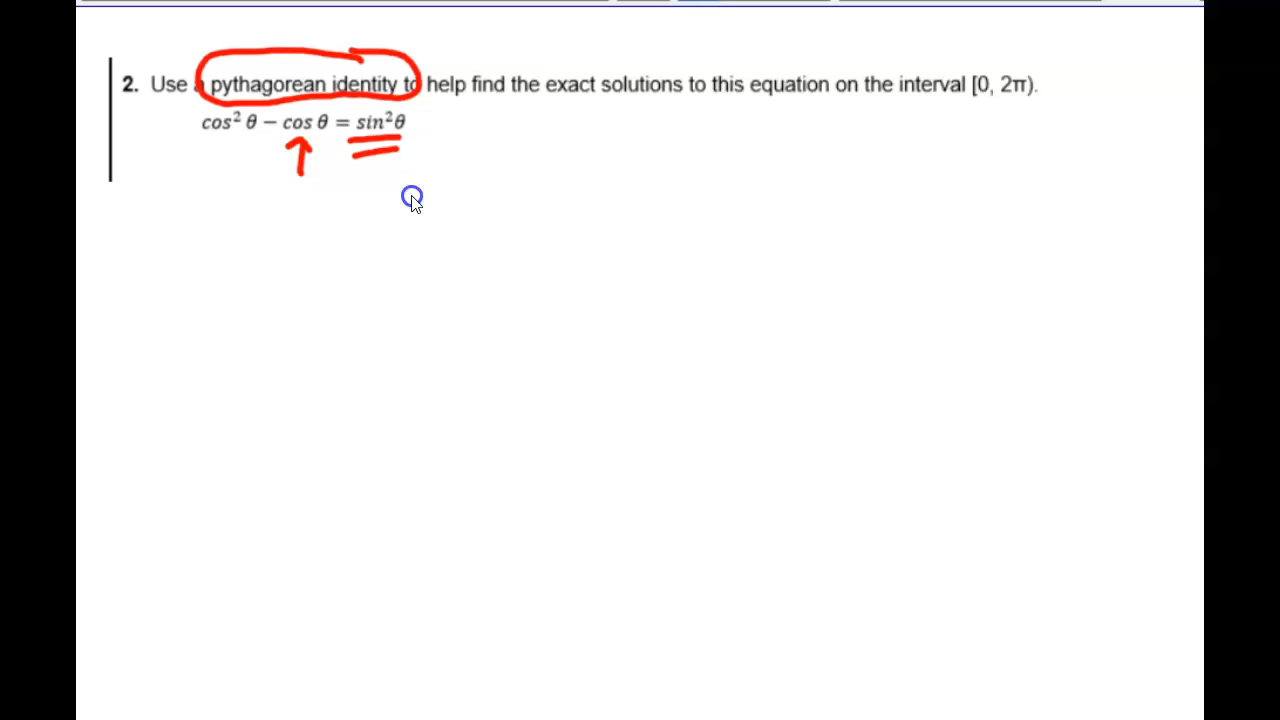 2. Use a pythagorean identity to help find the exact solutions to this equation on the interval [0, 2π).
cos² θ − cos θ = sin²θ